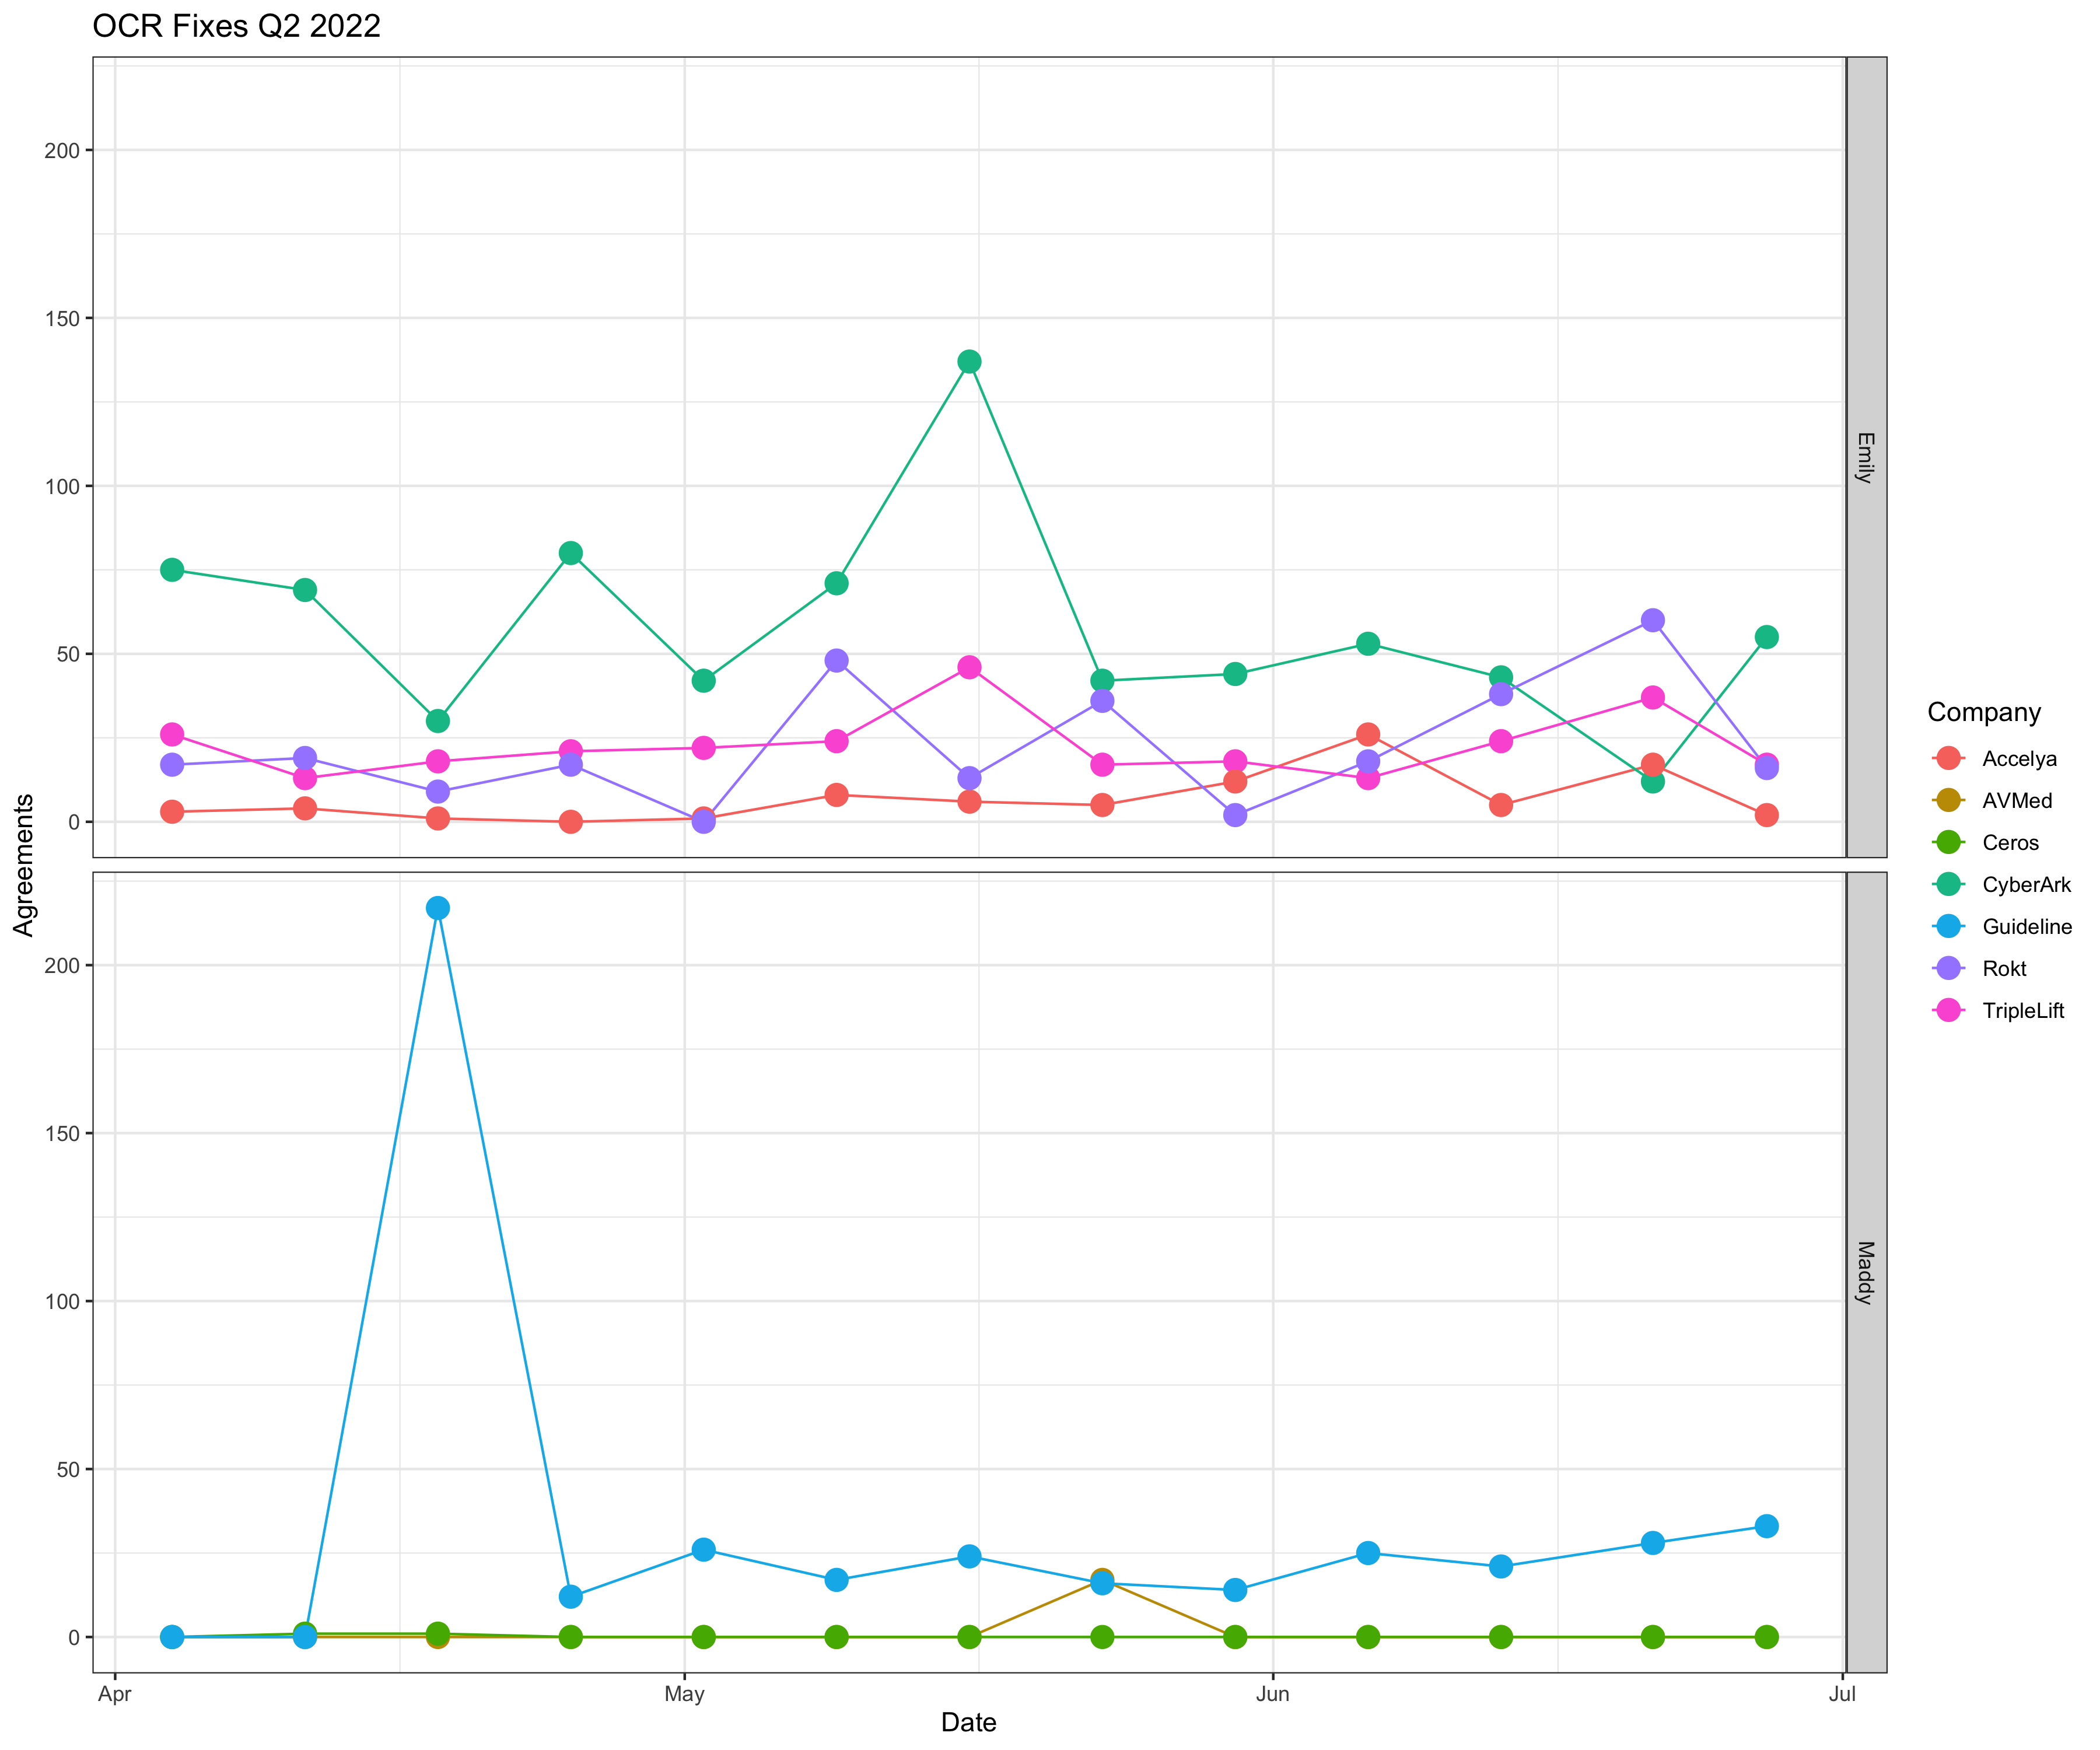 OCR Fixes Q2 2022
Agreements
200
150
100
50
0
Emily
200
150
100
50
0
Maddy
Apr
May
Jun
Jul
Date
Company
Accelya
AVMed
Ceros
CyberArk
Guideline
Rokt
TripleLift